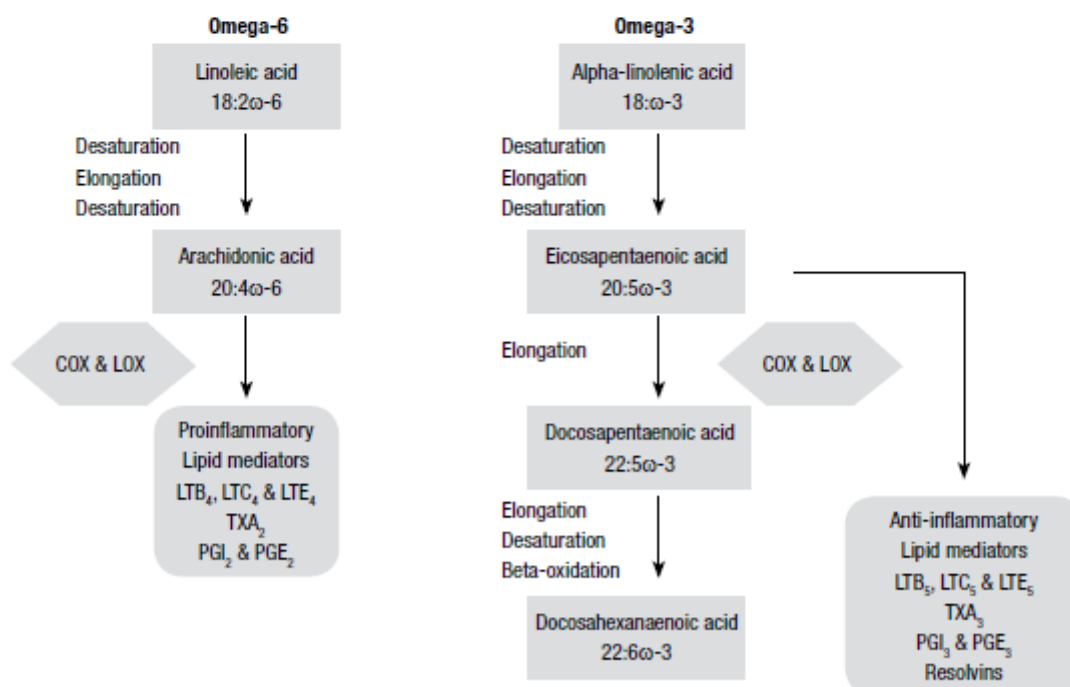 Omega-6
Linoleic acid
18:2ω-6
Desaturation
Elongation
Desaturation
Arachidonic acid
20:4ω-6
COX & LOX
Proinflammatory
Lipid mediators
LTB₄, LTC₄ & LTE₄
TXA₂
PGI₂ & PGE₂
Omega-3
Alpha-linolenic acid
18:ω-3
Desaturation
Elongation
Desaturation
Eicosapentaenoic acid
20:5ω-3
Elongation
COX & LOX
Docosapentaenoic acid
22:5ω-3
Elongation
Desaturation
Beta-oxidation
Docosahexanaenoic acid
22:6ω-3
Anti-inflammatory
Lipid mediators
LTB₅, LTC₅ & LTE₅
TXA₃
PGI₃ & PGE₃
Resolvins